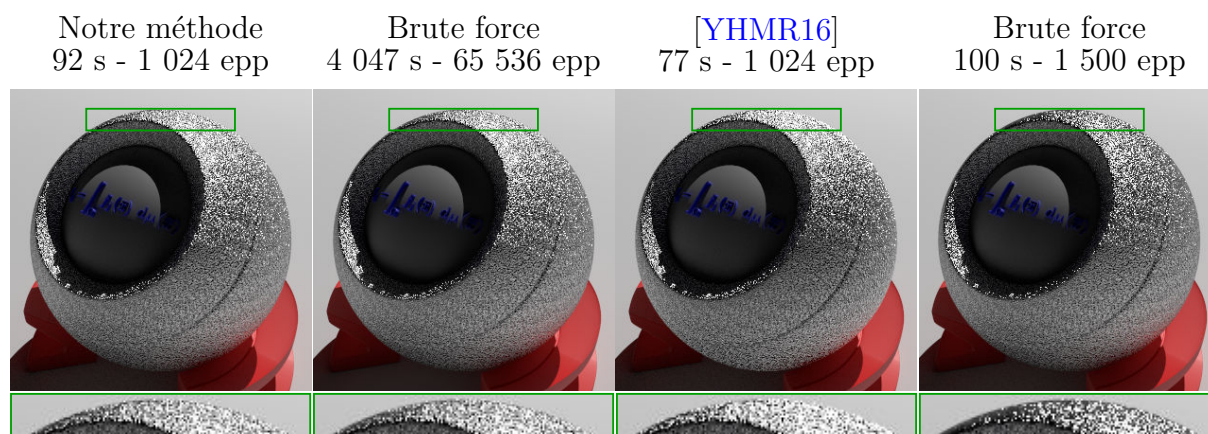 Notre méthode
92 s - 1 024 epp
Brute force
4 047 s - 65 536 epp
[YHMR16]
77 s - 1 024 epp
Brute force
100 s - 1 500 epp